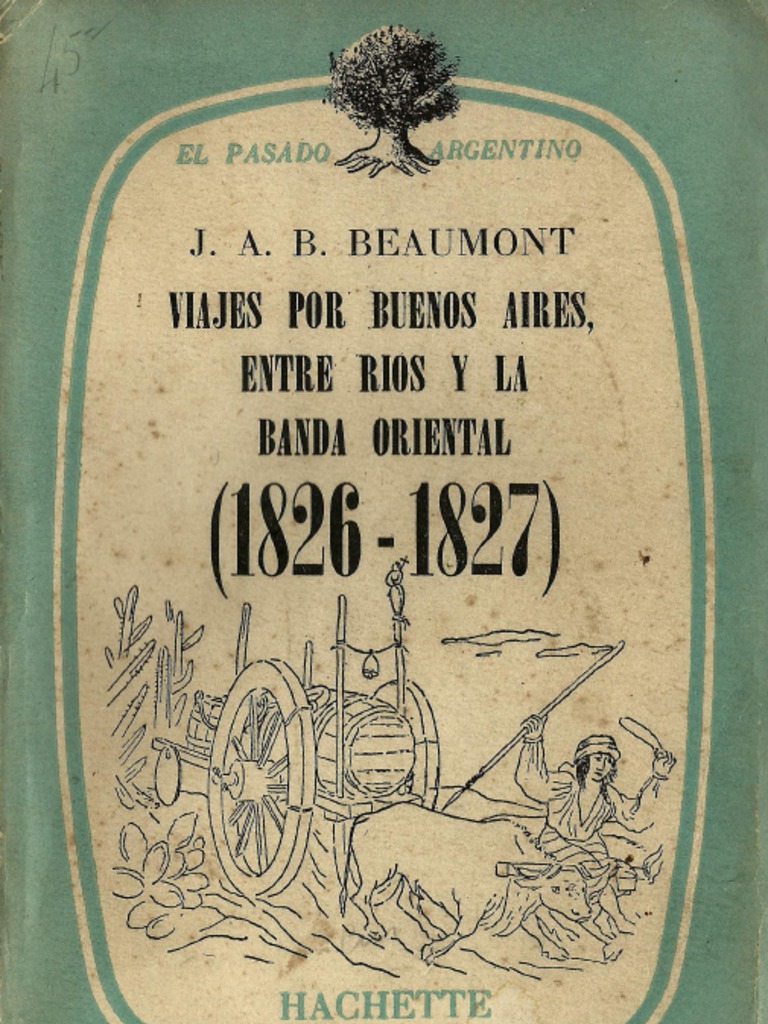 45
EL PASADO ARGENTINO
J. A. B. BEAUMONT
VIAJES POR BUENOS AIRES,
ENTRE RIOS Y LA
BANDA ORIENTAL
(1826 - 1827)
HACHETTE